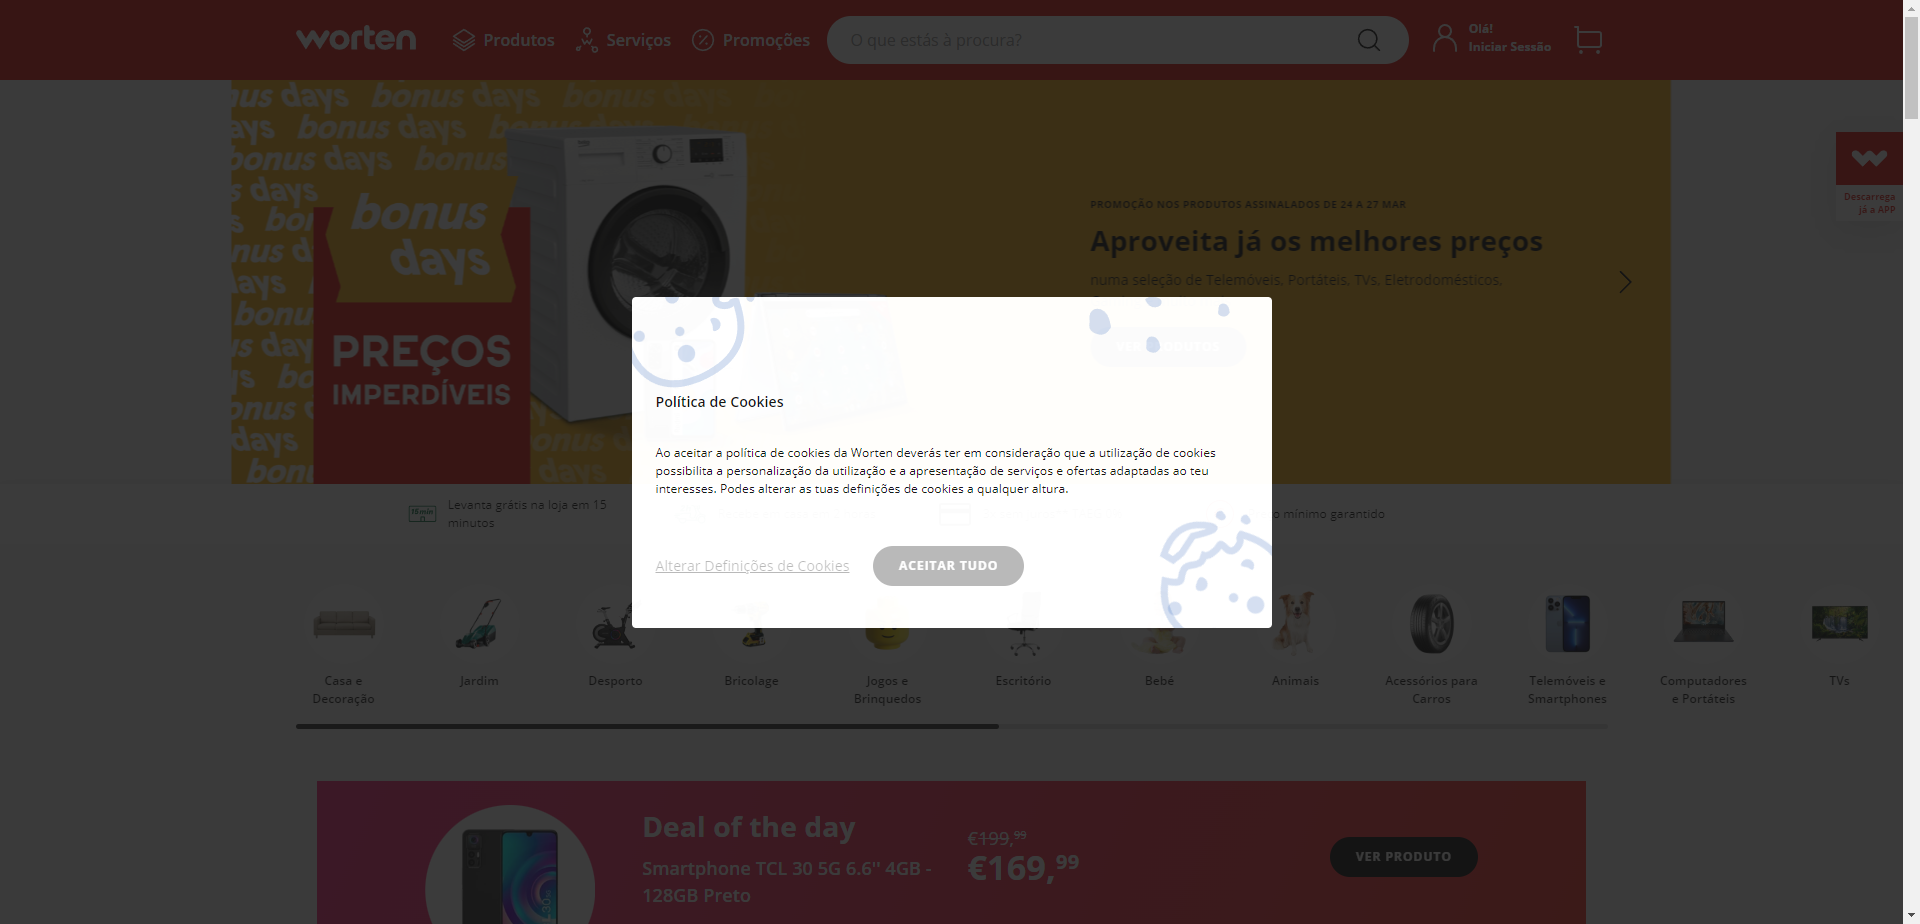 worten
Produtos
Serviços
Promoções
O que estás à procura?
Olá!
Iniciar Sessão
Descarrega
já a APP
bonus days
bonus
days
PREÇOS
IMPERDÍVEIS
PROMOÇÃO NOS PRODUTOS ASSINALADOS DE 24 A 27 MAR
Aproveita já os melhores preços
numa seleção de Telemóveis, Portáteis, TVs, Eletrodomésticos,
Política de Cookies
Ao aceitar a política de cookies da Worten deverás ter em consideração que a utilização de cookies
possibilita a personalização da utilização e a apresentação de serviços e ofertas adaptadas ao teu
interesses. Podes alterar as tuas definições de cookies a qualquer altura.
Alterar Definições de Cookies
ACEITAR TUDO
Levanta grátis na loja em 15
minutos
mínimo garantido
Casa e
Decoração
Jardim
Desporto
Bricolage
Jogos e
Brinquedos
Escritório
Bebé
Animais
Acessórios para
Carros
Telemóveis e
Smartphones
Computadores
e Portáteis
TVs
Deal of the day
Smartphone TCL 30 5G 6.6'' 4GB -
128GB Preto
€199,99
€169,99
VER PRODUTO